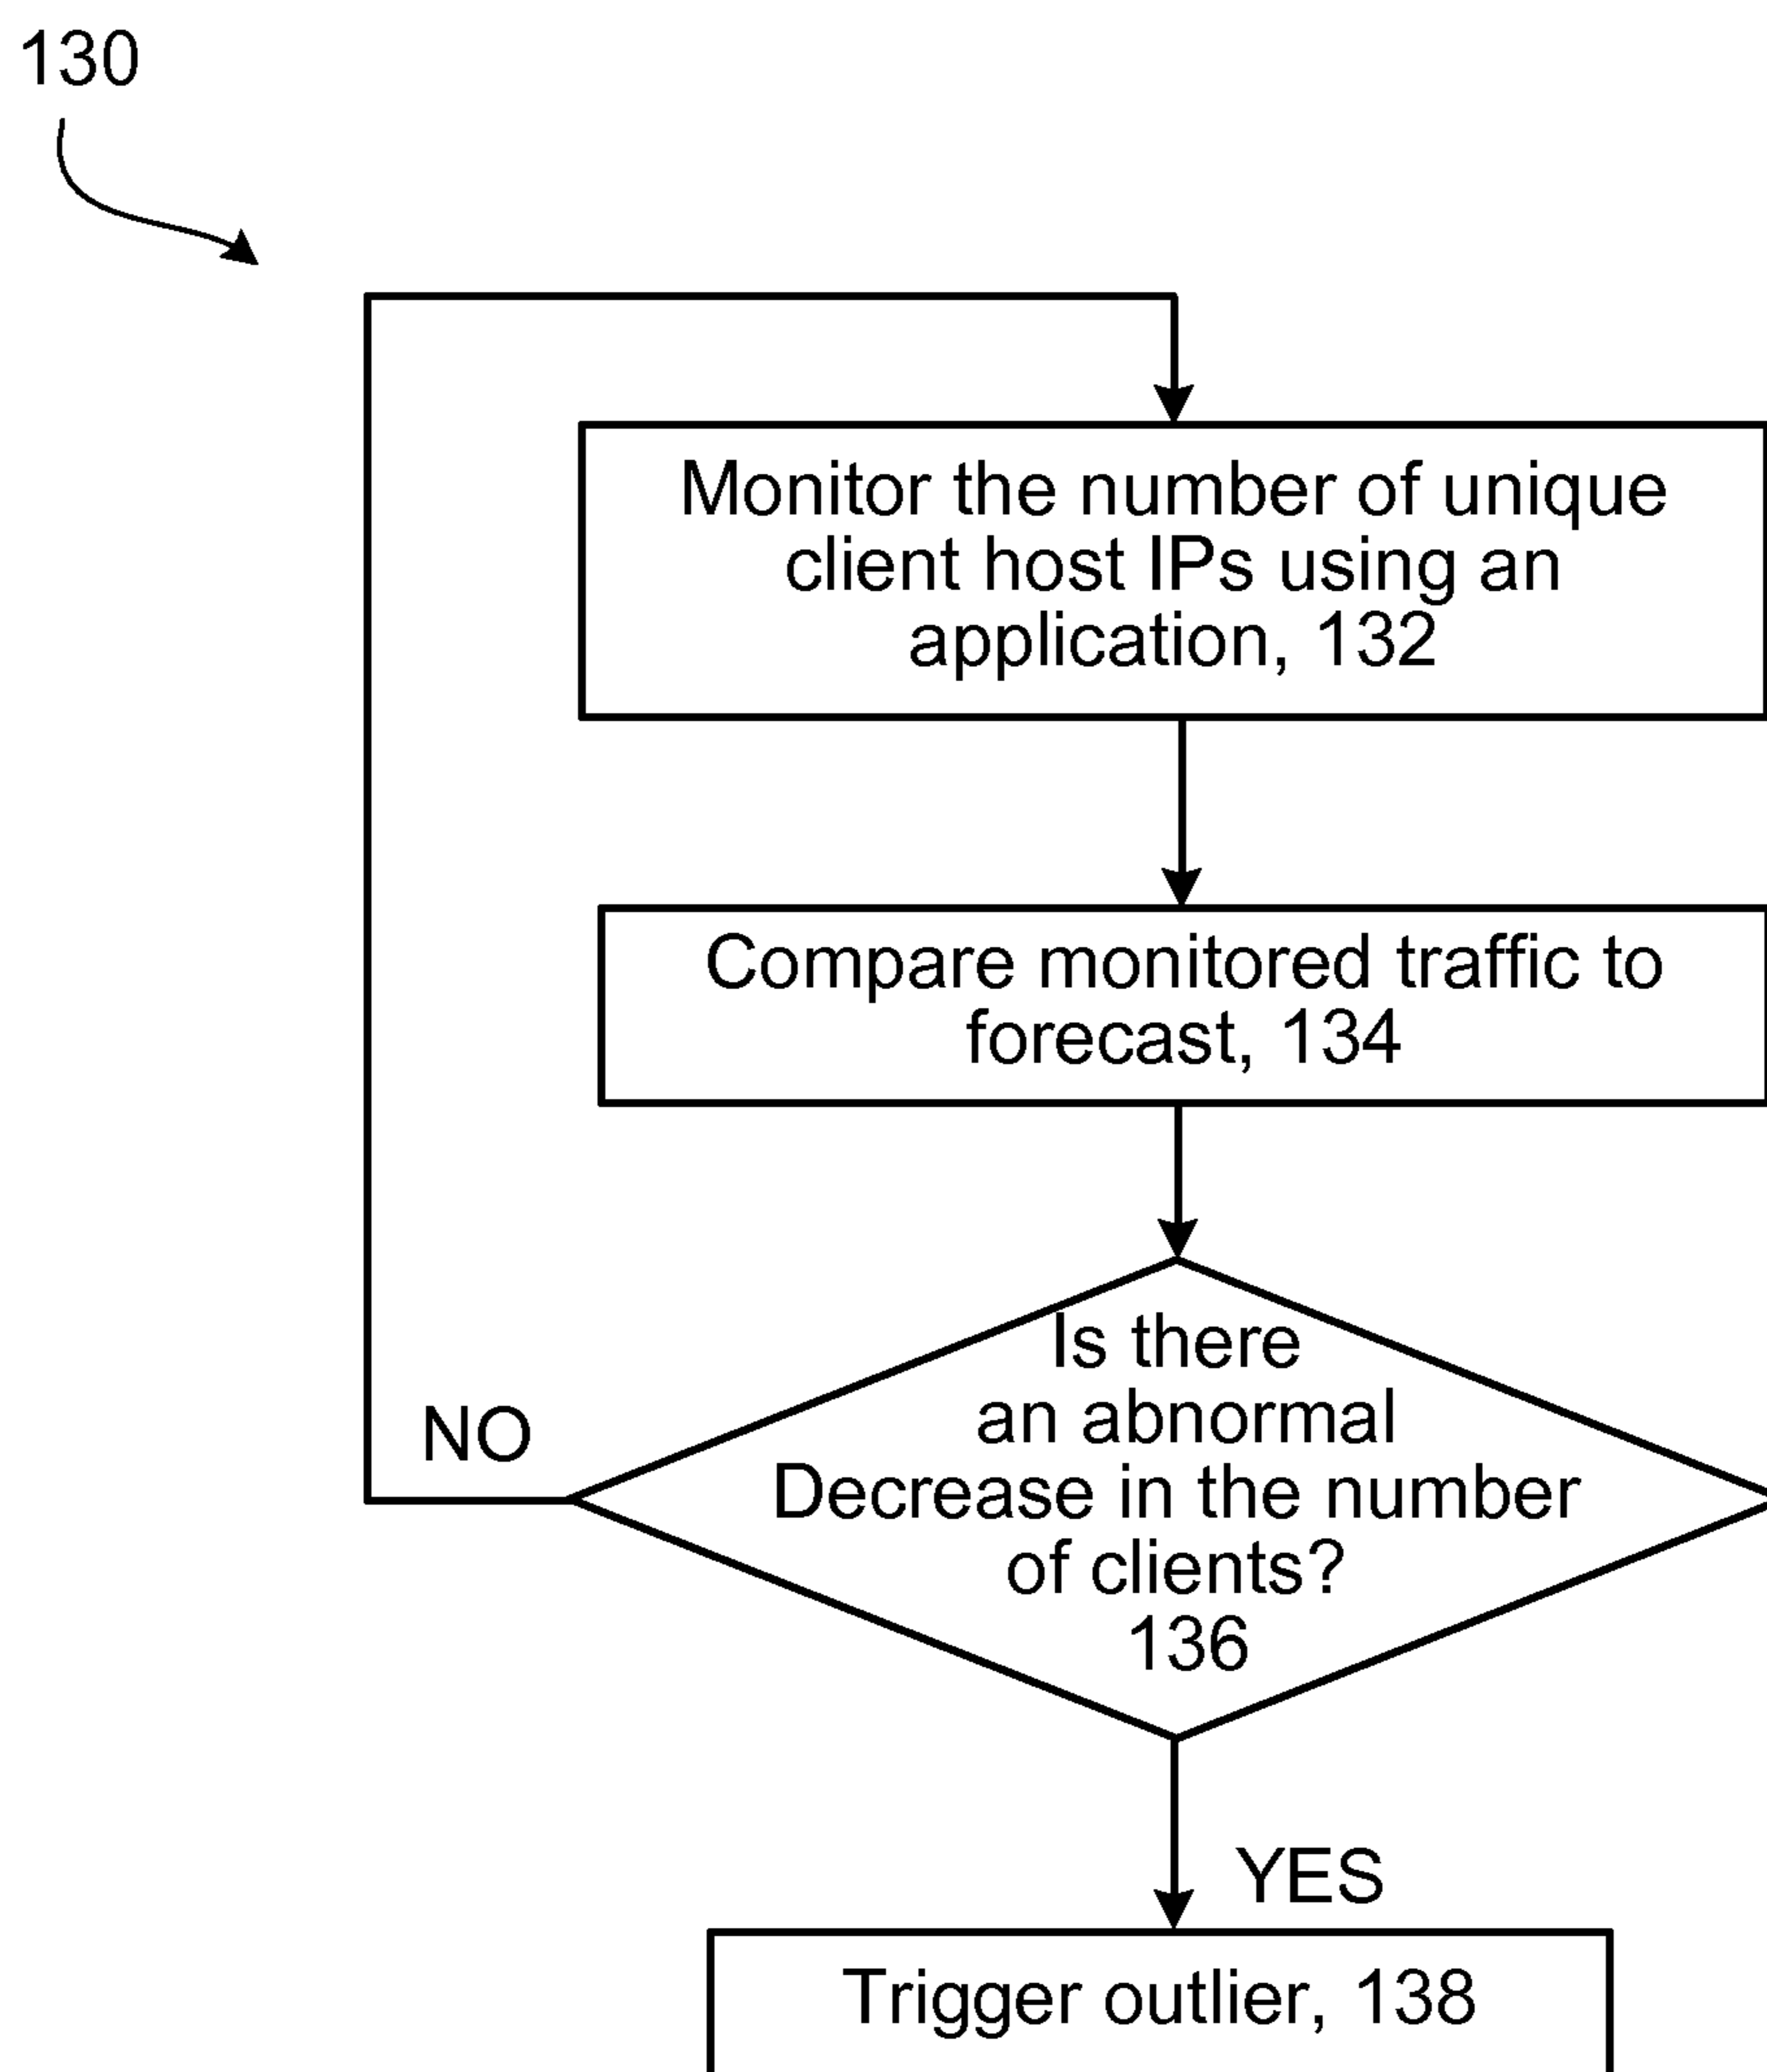 130
Monitor the number of unique
client host IPs using an
application, 132
Compare monitored traffic to
forecast, 134
Is there
an abnormal
Decrease in the number
of clients?
136
NO
YES
Trigger outlier, 138